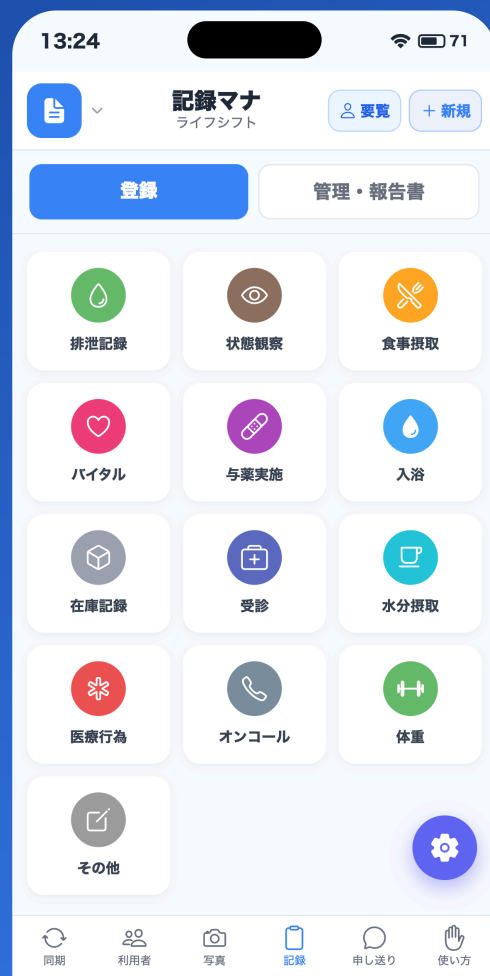 13:24
71
記録マナ
ライフシフト
要覧
新規
登録
管理・報告書
排泄記録
状態観察
食事摂取
バイタル
与薬実施
入浴
在庫記録
受診
水分摂取
医療行為
オンコール
体重
その他
同期
利用者
写真
記録
申し送り
使い方